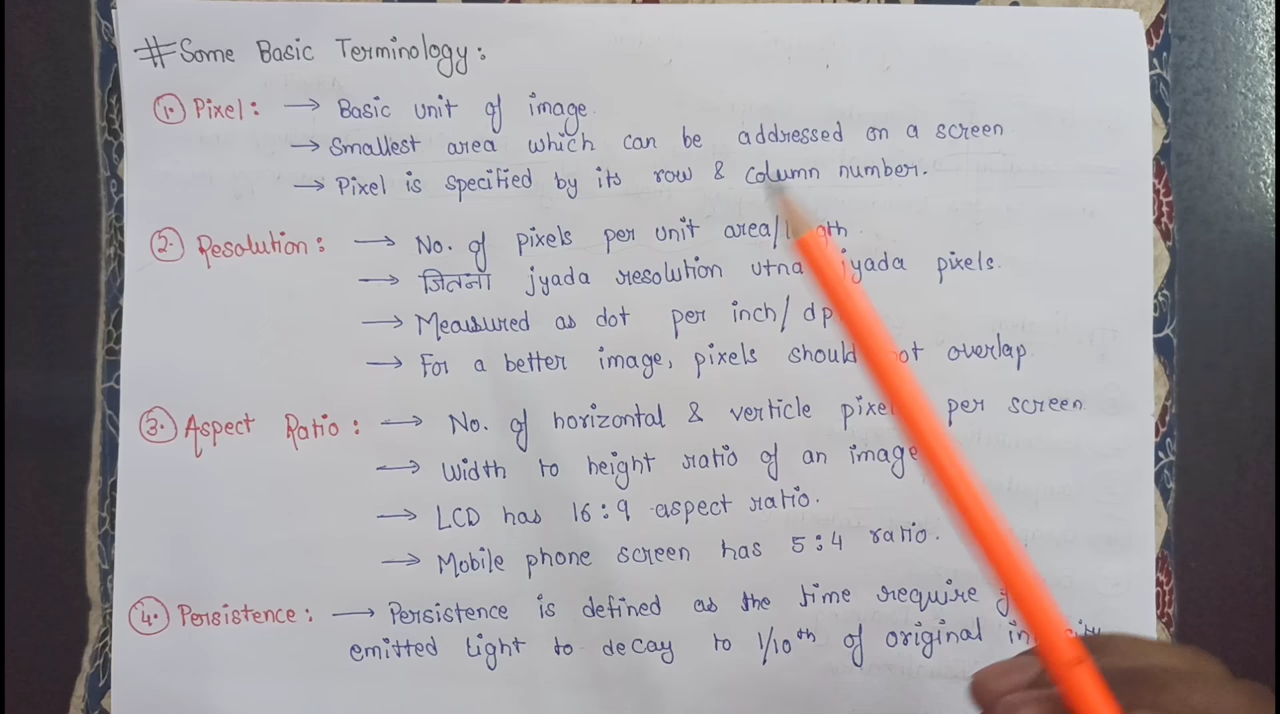 # Some Basic Terminology:
1. Pixel: → Basic unit of image.
→ Smallest area which can be addressed on a screen
→ Pixel is specified by its row & column number.
2. Resolution: → No. of pixels per unit area/
→ जितना jyada resolution utna jyada pixels.
→ Measured as dot per inch/
→ For a better image, pixels should overlap
3. Aspect Ratio: → No. of horizontal & verticle per screen.
→ Width to height ratio of an image
→ LCD has 16:9 aspect ratio.
→ Mobile phone screen has 5:4 ratio.
4. Persistence: → Persistence is defined as the time require
emitted light to decay to 1/10th of original